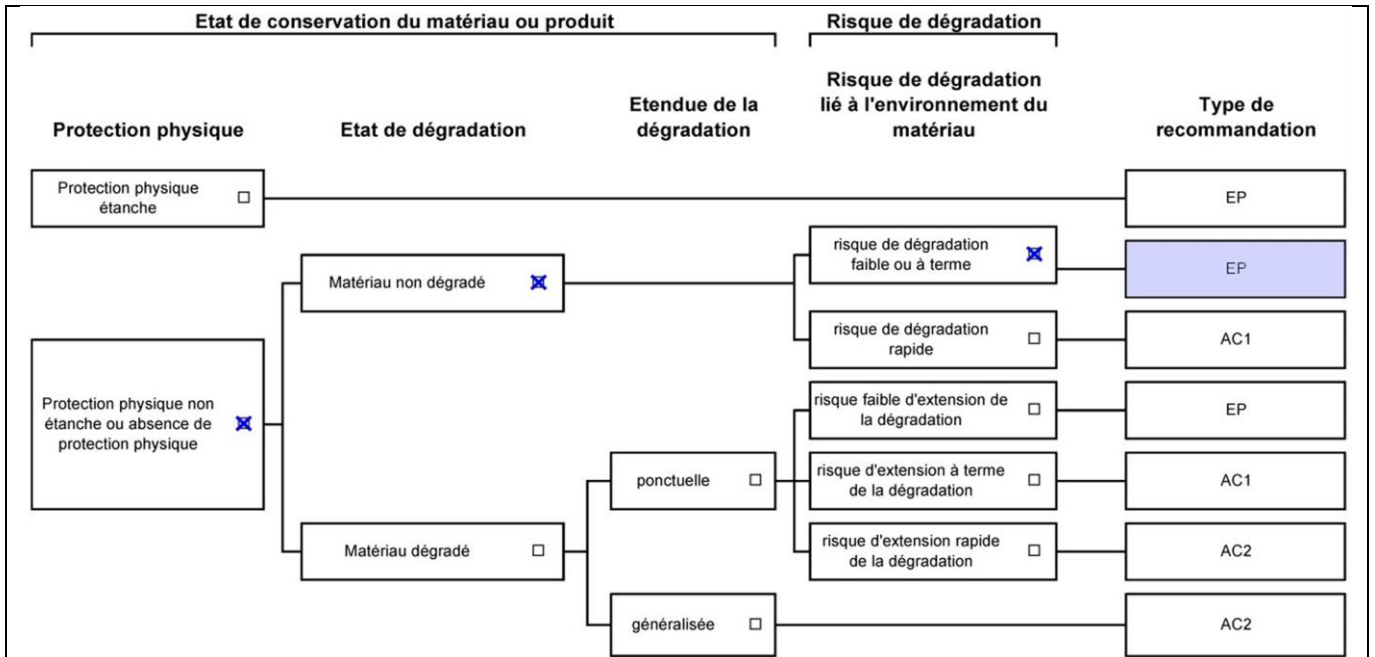 Etat de conservation du matériau ou produit
Risque de dégradation
Protection physique
Etat de dégradation
Etendue de la
dégradation
Risque de dégradation
lié à l'environnement du
matériau
Type de
recommandation
Protection physique
étanche
EP
risque de dégradation
faible ou à terme
EP
Matériau non dégradé
risque de dégradation
rapide
AC1
Protection physique non
étanche ou absence de
protection physique
risque faible d'extension de
la dégradation
EP
ponctuelle
risque d'extension à terme
de la dégradation
AC1
Matériau dégradé
risque d'extension rapide
de la dégradation
AC2
généralisée
AC2